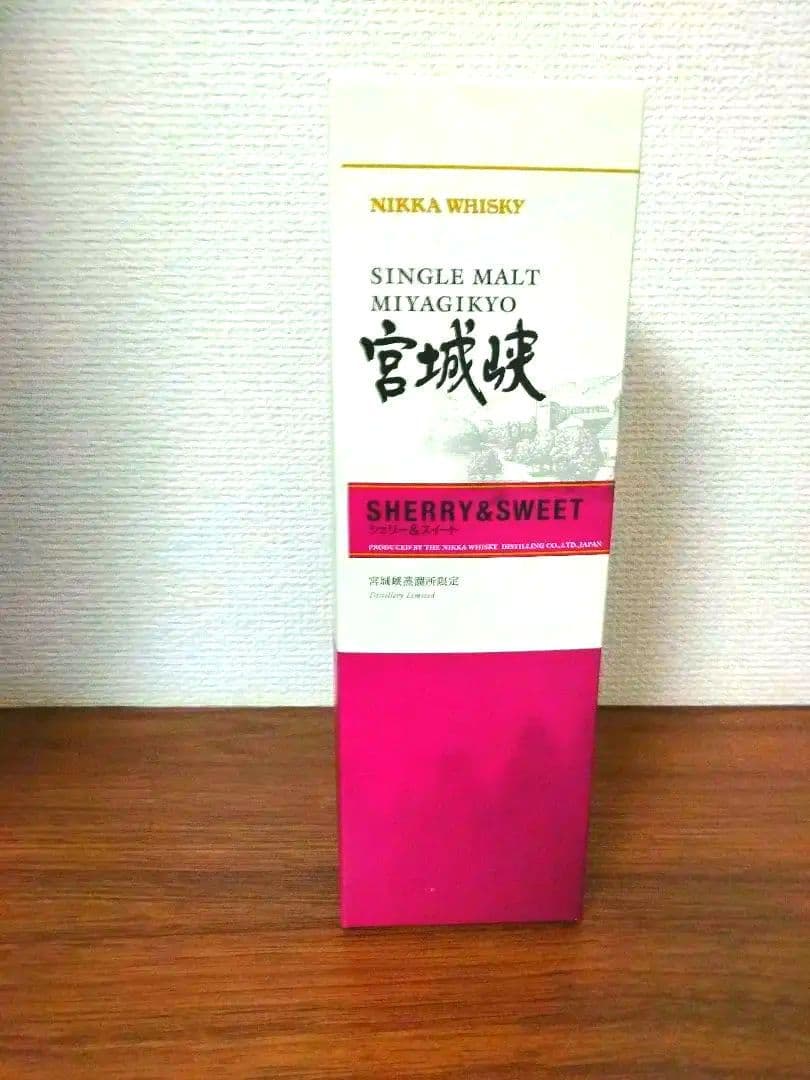 NIKKA WHISKY
SINGLE MALT
MIYAGIKYO
宮城峡
SHERRY&SWEET
シェリー&スイート
PRODUCED BY THE NIKKA WHISKY DISTILLING CO.,LTD. JAPAN
宮城峡蒸溜所限定
Distillery Limited